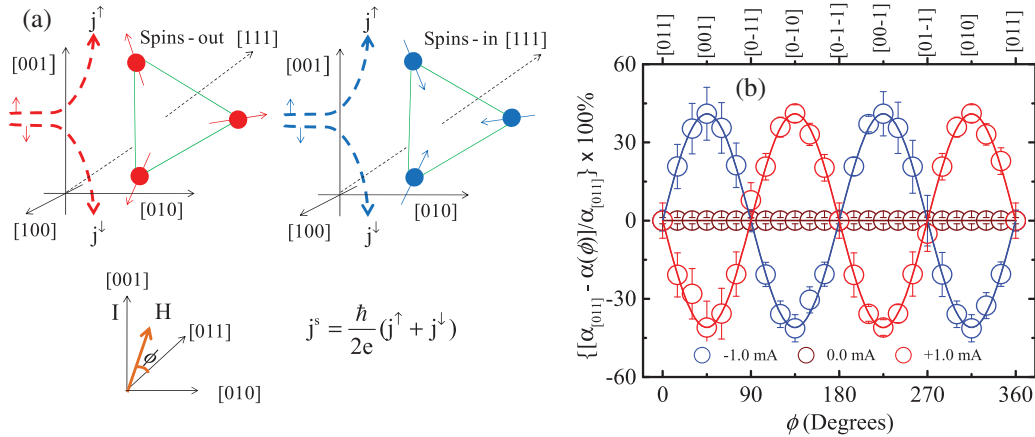 (a)
j↑
Spins - out [111]
[001]
[010]
[100]
j↓
j↑
Spins - in [111]
[001]
[010]
[100]
j↓
[001]
I H
[011]
ϕ
[010]
j^s = ħ/2e (j↑ + j↓)
[011] [001] [0-11] [0-10] [0-1-1] [00-1] [01-1] [010] [011]
(b)
{[α[011] - α(ϕ)]/α[011]} x 100%
60
30
0
-30
-60
-1.0 mA 0.0 mA +1.0 mA
0 90 180 270 360
ϕ (Degrees)